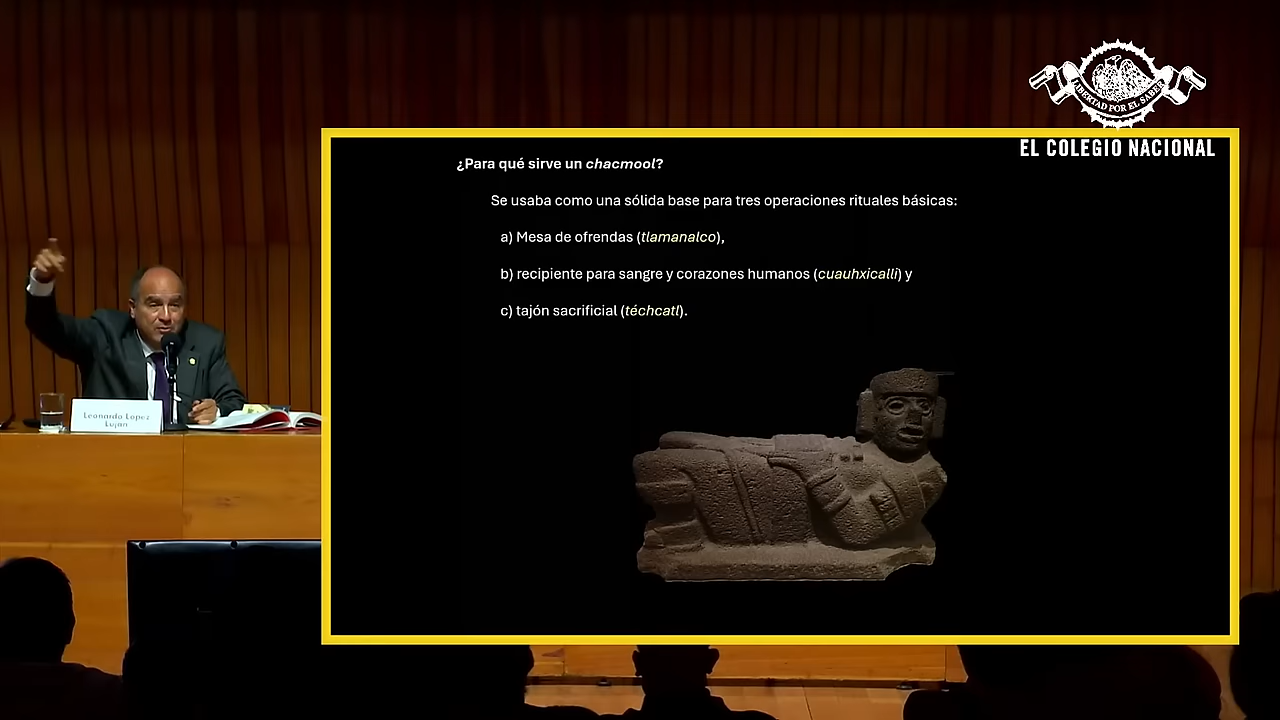 LIBERTAD POR EL SABER
EL COLEGIO NACIONAL
¿Para qué sirve un chacmool?
Se usaba como una sólida base para tres operaciones rituales básicas:
a) Mesa de ofrendas (tlamanalco),
b) recipiente para sangre y corazones humanos (cuauhxicalli) y
c) tajón sacrificial (téchcatl).
Leonardo López
Luján